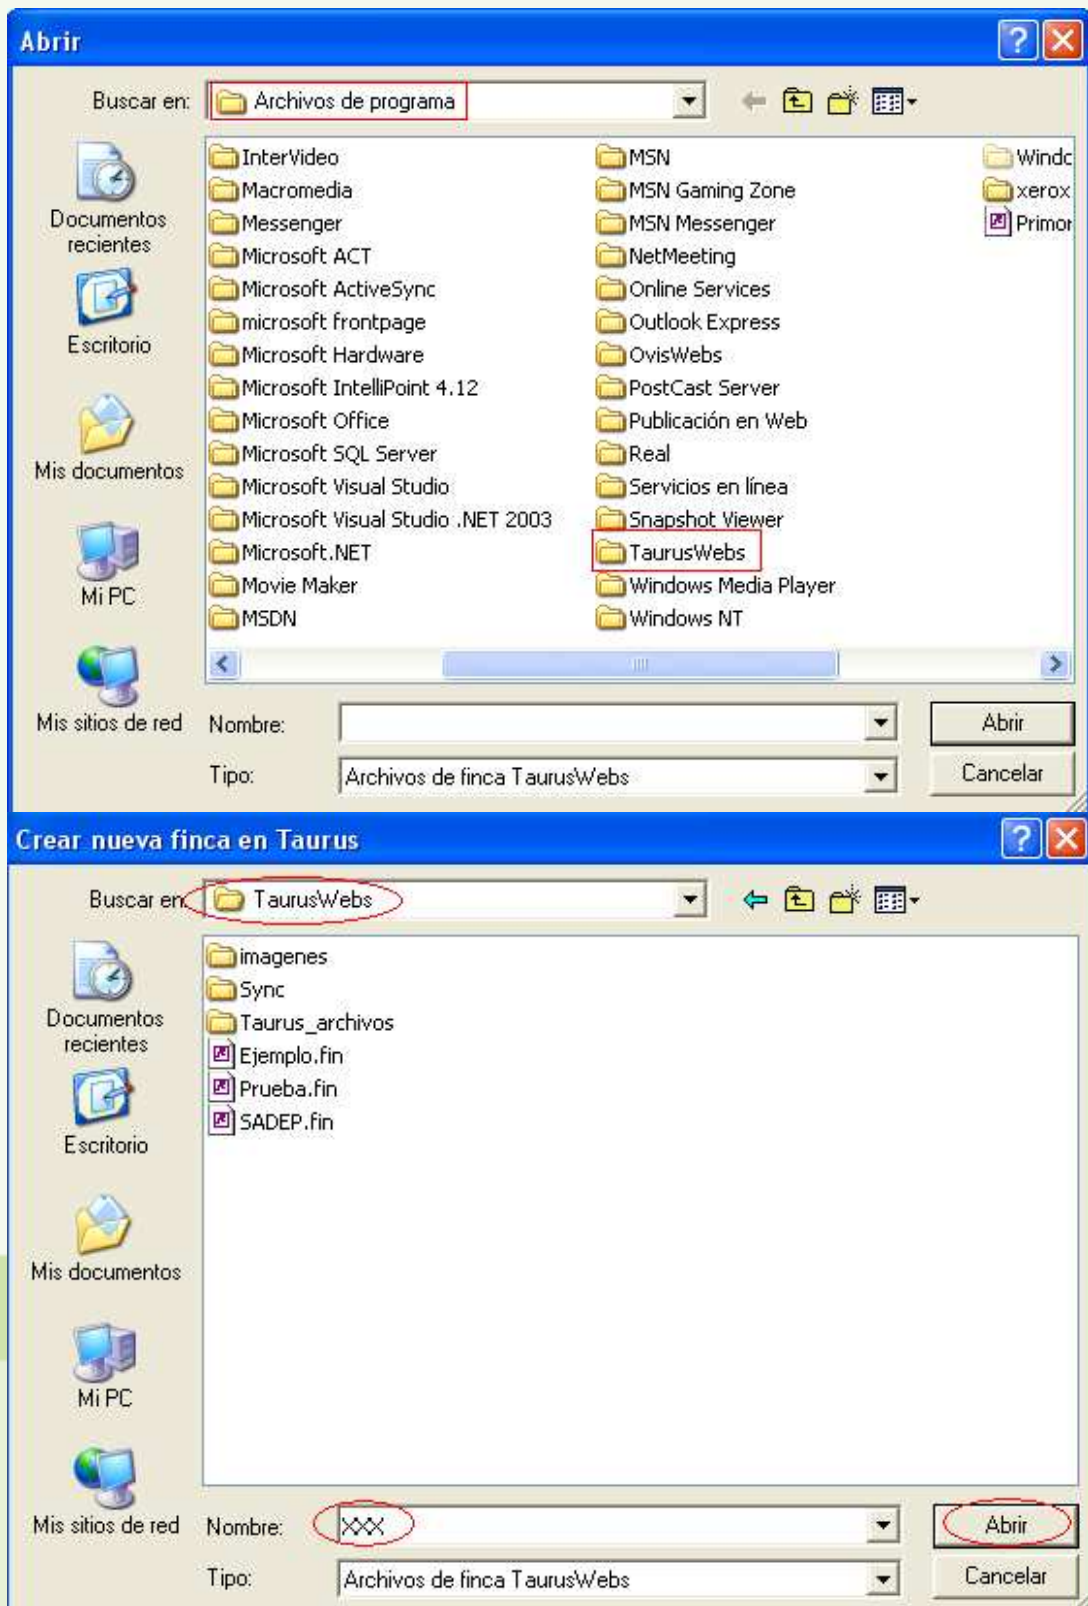 Abrir
Buscar en:
Archivos de programa
Documentos
recientes
Escritorio
Mis documentos
Mi PC
Mis sitios de red
InterVideo
Macromedia
Messenger
Microsoft ACT
Microsoft ActiveSync
microsoft frontpage
Microsoft Hardware
Microsoft IntelliPoint 4.12
Microsoft Office
Microsoft SQL Server
Microsoft Visual Studio
Microsoft Visual Studio .NET 2003
Microsoft.NET
Movie Maker
MSDN
MSN
MSN Gaming Zone
MSN Messenger
NetMeeting
Online Services
Outlook Express
OvisWebs
PostCast Server
Publicación en Web
Real
Servicios en línea
Snapshot Viewer
TaurusWebs
Windows Media Player
Windows NT
Windc
xerox
Primor
Nombre:
Abrir
Tipo:
Archivos de finca TaurusWebs
Cancelar
Crear nueva finca en Taurus
Buscar en
TaurusWebs
Documentos
recientes
Escritorio
Mis documentos
Mi PC
Mis sitios de red
imagenes
Sync
Taurus_archivos
Ejemplo.fin
Prueba.fin
SADEP.fin
Nombre:
XXX
Abrir
Tipo:
Archivos de finca TaurusWebs
Cancelar